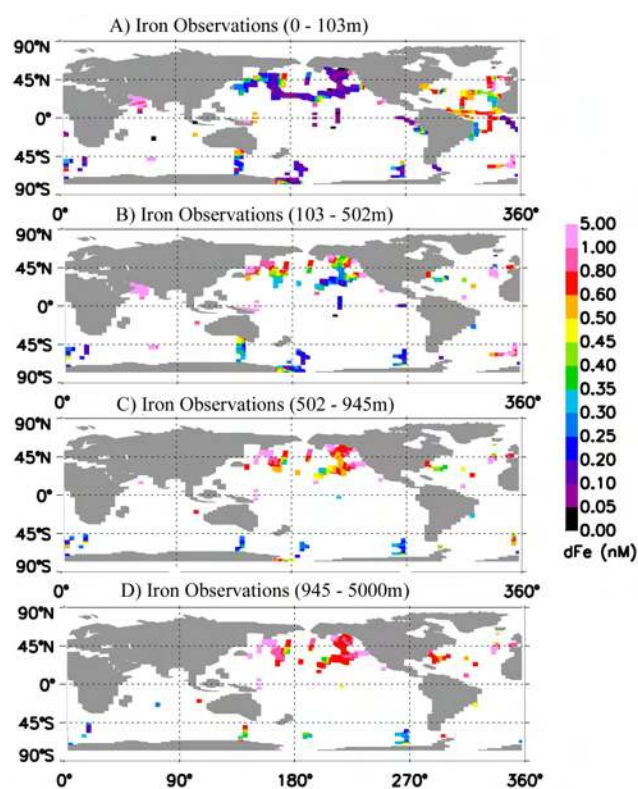 A) Iron Observations (0 - 103m)
90°N
45°N
0°
45°S
90°S
0° 360°
B) Iron Observations (103 - 502m)
90°N
45°N
0°
45°S
90°S
0° 360°
C) Iron Observations (502 - 945m)
90°N
45°N
0°
45°S
90°S
0° 360°
D) Iron Observations (945 - 5000m)
90°N
45°N
0°
45°S
90°S
0° 90° 180° 270° 360°
5.00
1.00
0.80
0.60
0.50
0.45
0.40
0.35
0.30
0.25
0.20
0.10
0.05
0.00
dFe (nM)